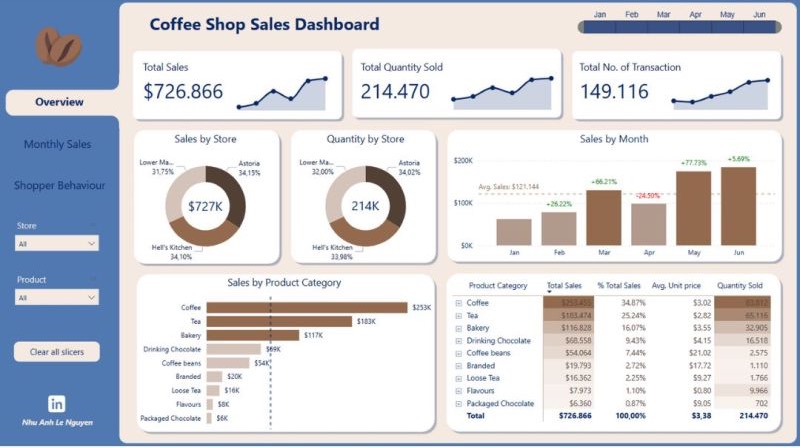 Coffee Shop Sales Dashboard
Jan Feb Mar Apr May Jun
Overview
Monthly Sales
Shopper Behaviour
Store
All
Product
All
Clear all slicers
in
Nhu Anh Le Nguyen
Total Sales
$726.866
Total Quantity Sold
214.470
Total No. of Transaction
149.116
Sales by Store
Lower Ma...
31,75%
Astoria
34,15%
$727K
Hell's Kitchen
34,10%
Quantity by Store
Lower Ma...
32,00%
Astoria
34,02%
214K
Hell's Kitchen
33,98%
Sales by Month
$200K
$100K
$0K
Avg. Sales: $121.144
+26.22%
+66.21%
-24.50%
+77.73%
+5.69%
Jan Feb Mar Apr May Jun
Sales by Product Category
Coffee $253K
Tea $183K
Bakery $117K
Drinking Chocolate $69K
Coffee beans $54K
Branded $20K
Loose Tea $16K
Flavours $8K
Packaged Chocolate $6K
Product Category Total Sales % Total Sales Avg. Unit price Quantity Sold
Coffee 34.87% $3,02
Tea $183.474 25.24% $2,82 65.116
Bakery $116.828 16.07% $3.55 32.905
Drinking Chocolate $68.558 9.43% $4.15 16.518
Coffee beans $54.064 7,44% $21.02 2.575
Branded $19.793 2.72% $17.72 1.110
Loose Tea $16.362 2.25% $9.27 1.766
Flavours $7.973 1.10% $0.80 9.966
Packaged Chocolate $6.360 0.87% $9.05 702
Total $726.866 100,00% $3,38 214.470